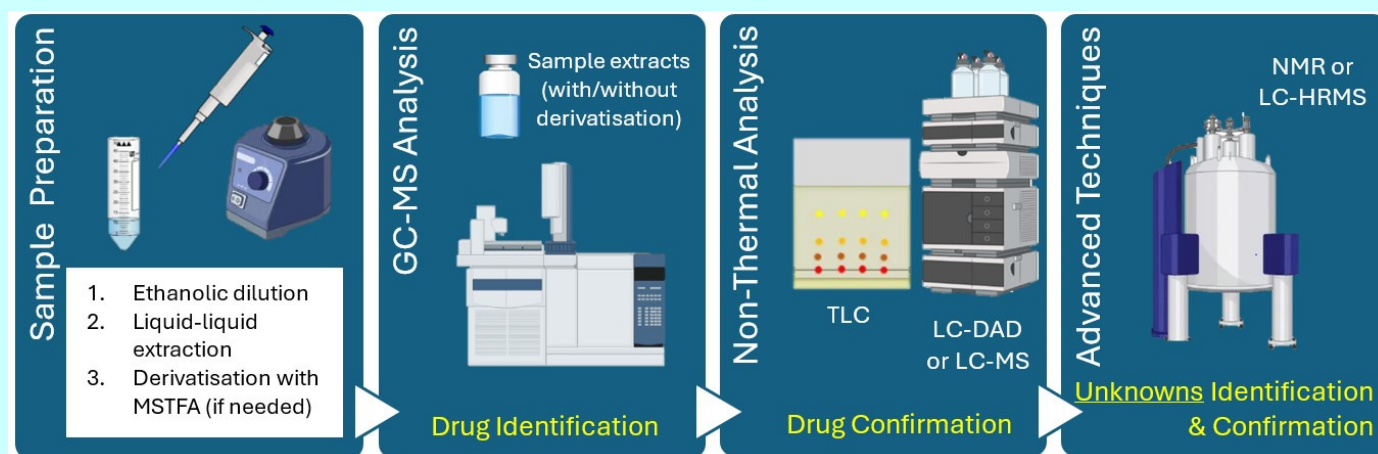 Sample Preparation
1. Ethanolic dilution
2. Liquid-liquid
extraction
3. Derivatisation with
MSTFA (if needed)
GC-MS Analysis
Sample extracts
(with/without
derivatisation)
Drug Identification
Non-Thermal Analysis
TLC
LC-DAD
or LC-MS
Drug Confirmation
Advanced Techniques
NMR or
LC-HRMS
Unknowns Identification
& Confirmation